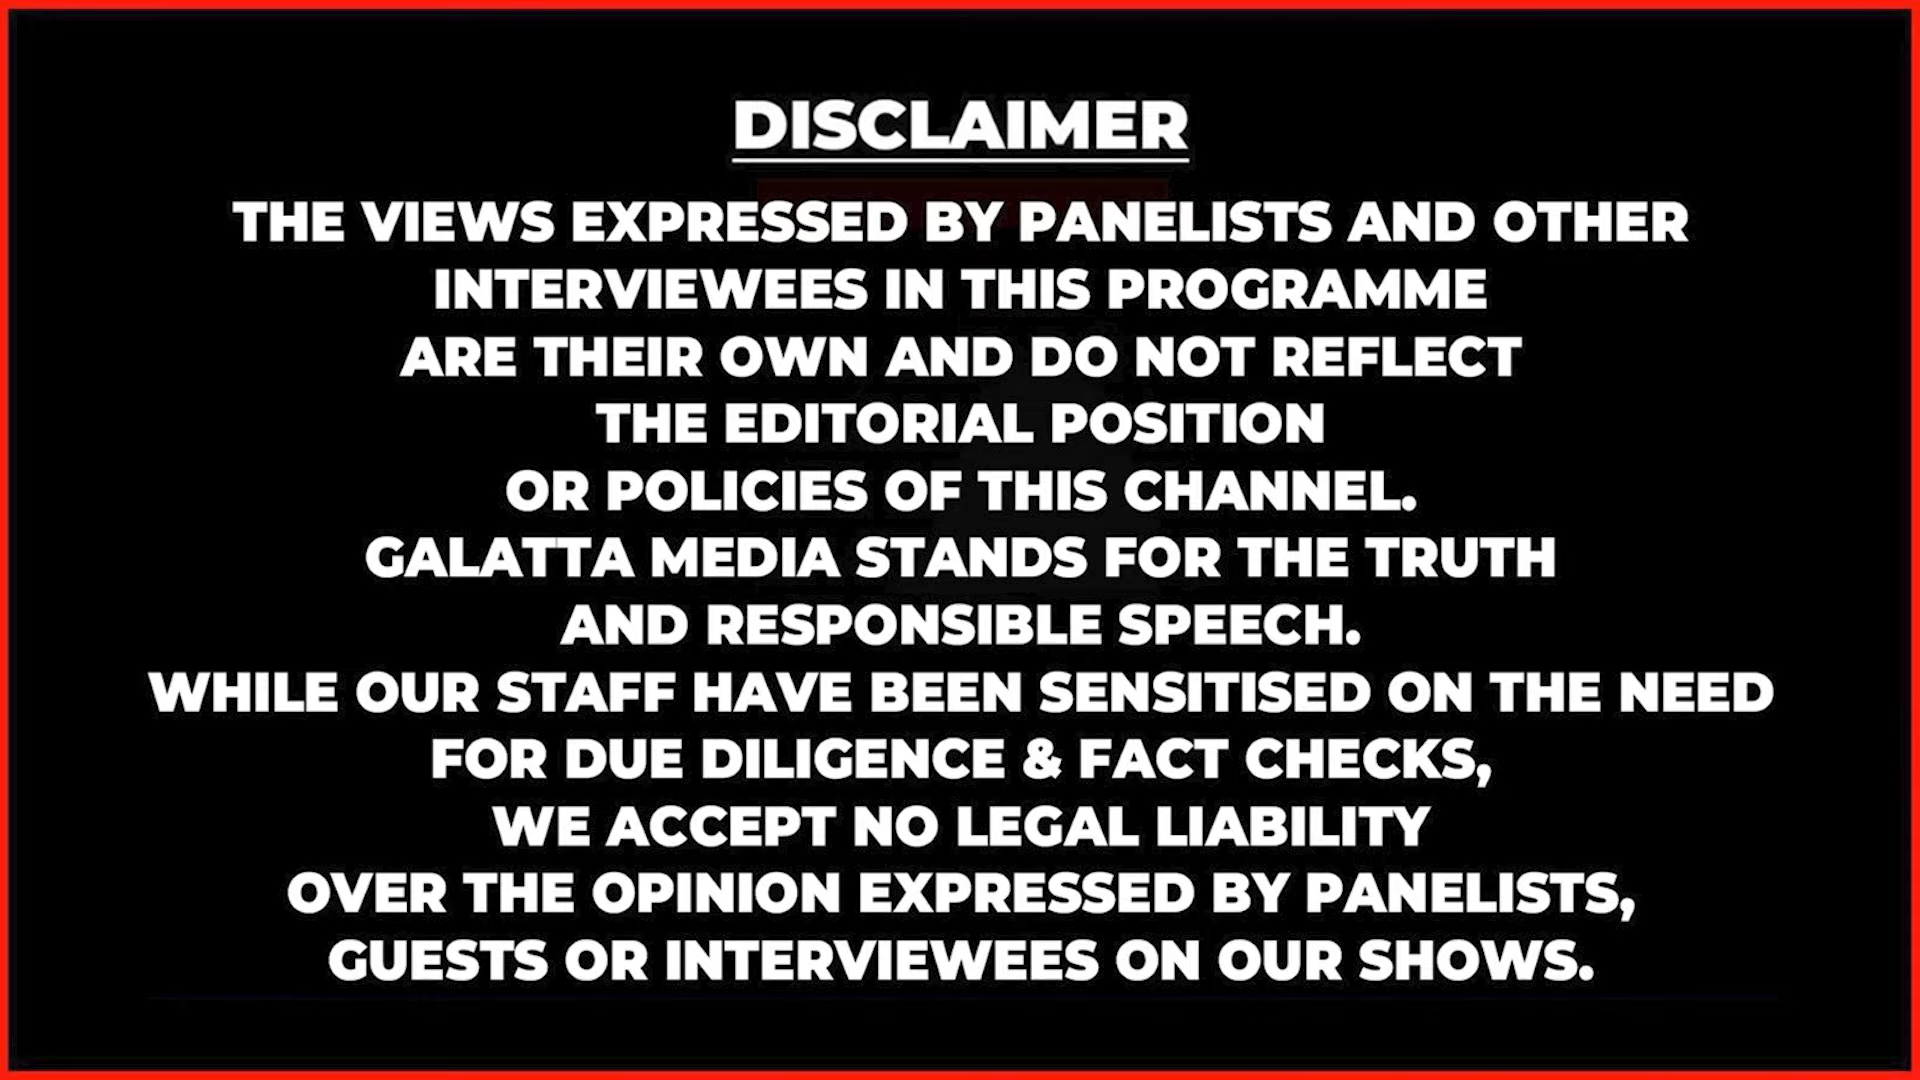 DISCLAIMER
THE VIEWS EXPRESSED BY PANELISTS AND OTHER
INTERVIEWEES IN THIS PROGRAMME
ARE THEIR OWN AND DO NOT REFLECT
THE EDITORIAL POSITION
OR POLICIES OF THIS CHANNEL.
GALATTA MEDIA STANDS FOR THE TRUTH
AND RESPONSIBLE SPEECH.
WHILE OUR STAFF HAVE BEEN SENSITISED ON THE NEED
FOR DUE DILIGENCE & FACT CHECKS,
WE ACCEPT NO LEGAL LIABILITY
OVER THE OPINION EXPRESSED BY PANELISTS,
GUESTS OR INTERVIEWEES ON OUR SHOWS.